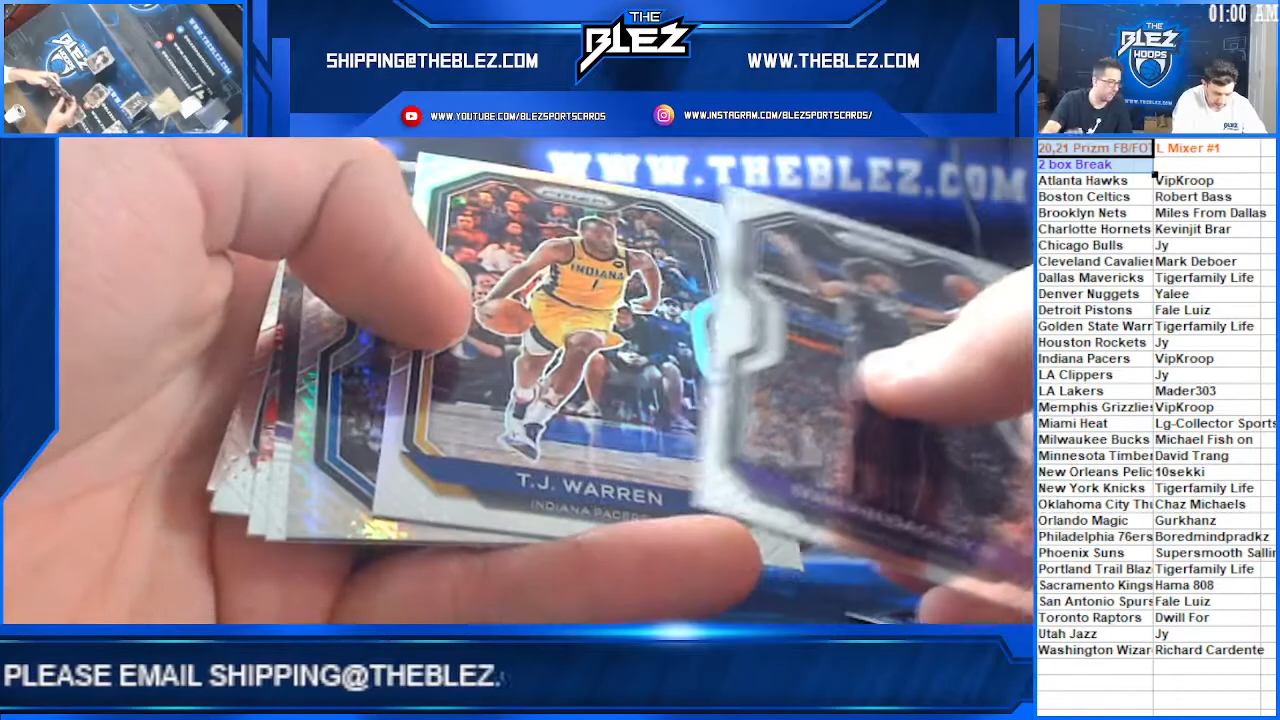 THE
BLEZ
SHIPPING@THEBLEZ.COM
WWW.THEBLEZ.COM
WWW.YOUTUBE.COM/BLEZSPORTSCARDS
WWW.INSTAGRAM.COM/BLEZSPORTSCARDS/
01:00 AM
THE
BLEZ
HOOPS
WWW.THEBLEZ.COM
PRIZM
INDIANA
1
T.J. WARREN
INDIANA PACERS
20,21 Prizm FB/FO L Mixer #1
2 box Break
Atlanta Hawks VipKroop
Boston Celtics Robert Bass
Brooklyn Nets Miles From Dallas
Charlotte Hornets Kevinjit Brar
Chicago Bulls Jy
Cleveland Cavalie Mark Deboer
Dallas Mavericks Tigerfamily Life
Denver Nuggets Yalee
Detroit Pistons Fale Luiz
Golden State Warr Tigerfamily Life
Houston Rockets Jy
Indiana Pacers VipKroop
LA Clippers Jy
LA Lakers Mader303
Memphis Grizzlie VipKroop
Miami Heat Lg-Collector Sports
Milwaukee Bucks Michael Fish on
Minnesota Timber David Trang
New Orleans Pelic 10sekki
New York Knicks Tigerfamily Life
Oklahoma City Thu Chaz Michaels
Orlando Magic Gurkhanz
Philadelphia 76ers Boredmindpradkz
Phoenix Suns Supersmooth Sallin
Portland Trail Blaz Tigerfamily Life
Sacramento Kings Hama 808
San Antonio Spurs Fale Luiz
Toronto Raptors Dwill For
Utah Jazz Jy
Washington Wizar Richard Cardente
PLEASE EMAIL SHIPPING@THEBLEZ.